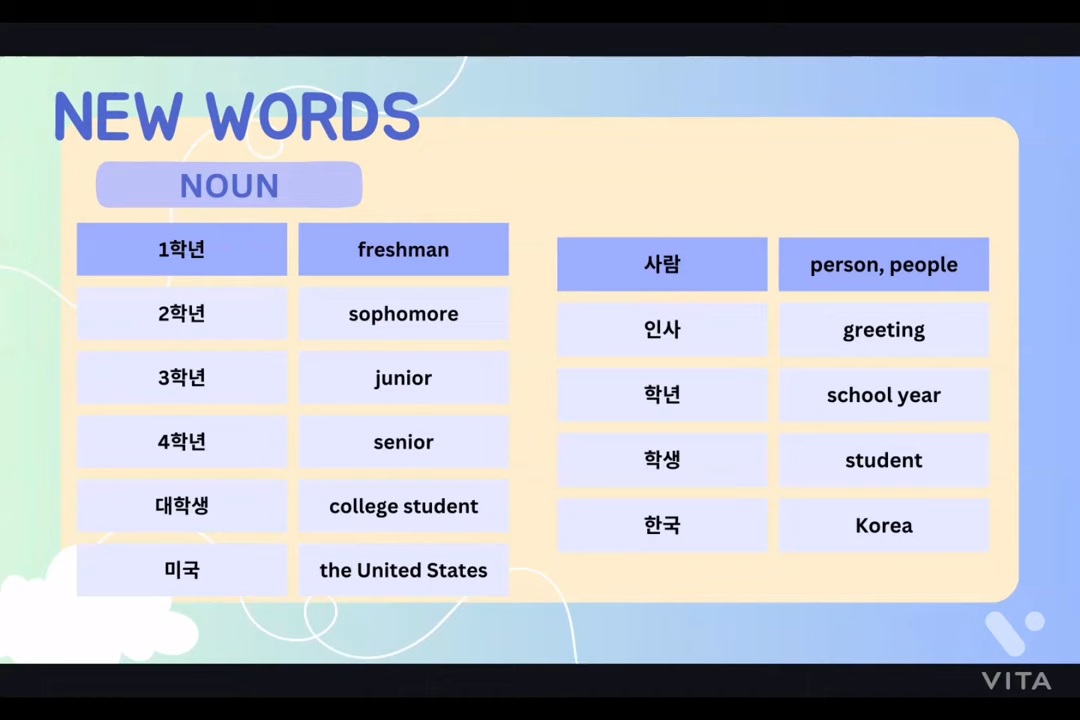 NEW WORDS
NOUN
1학년 freshman
2학년 sophomore
3학년 junior
4학년 senior
대학생 college student
미국 the United States
사람 person, people
인사 greeting
학년 school year
학생 student
한국 Korea
VITA